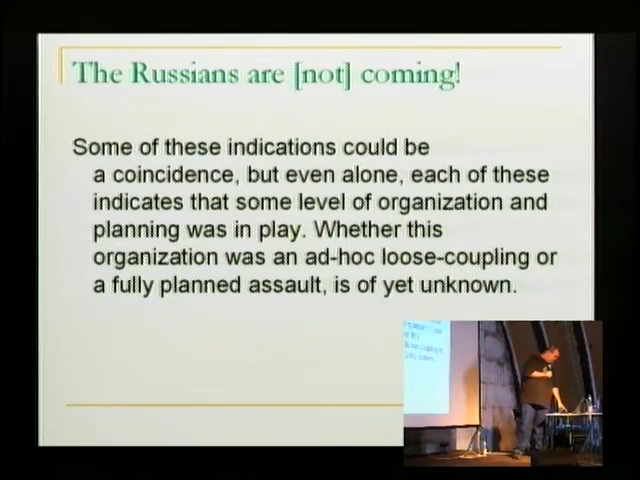 The Russians are [not] coming!
Some of these indications could be
a coincidence, but even alone, each of these
indicates that some level of organization and
planning was in play. Whether this
organization was an ad-hoc loose-coupling or
a fully planned assault, is of yet unknown.